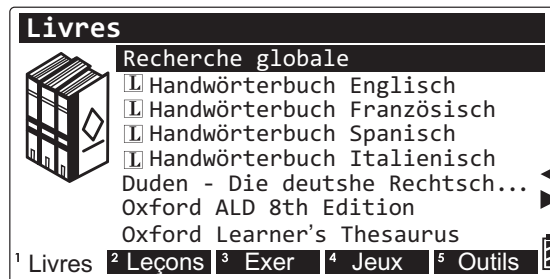 Livres
Recherche globale
L Handwörterbuch Englisch
L Handwörterbuch Französisch
L Handwörterbuch Spanisch
L Handwörterbuch Italienisch
Duden - Die deutshe Rechtsch...
Oxford ALD 8th Edition
Oxford Learner's Thesaurus
1 Livres 2 Leçons 3 Exer 4 Jeux 5 Outils